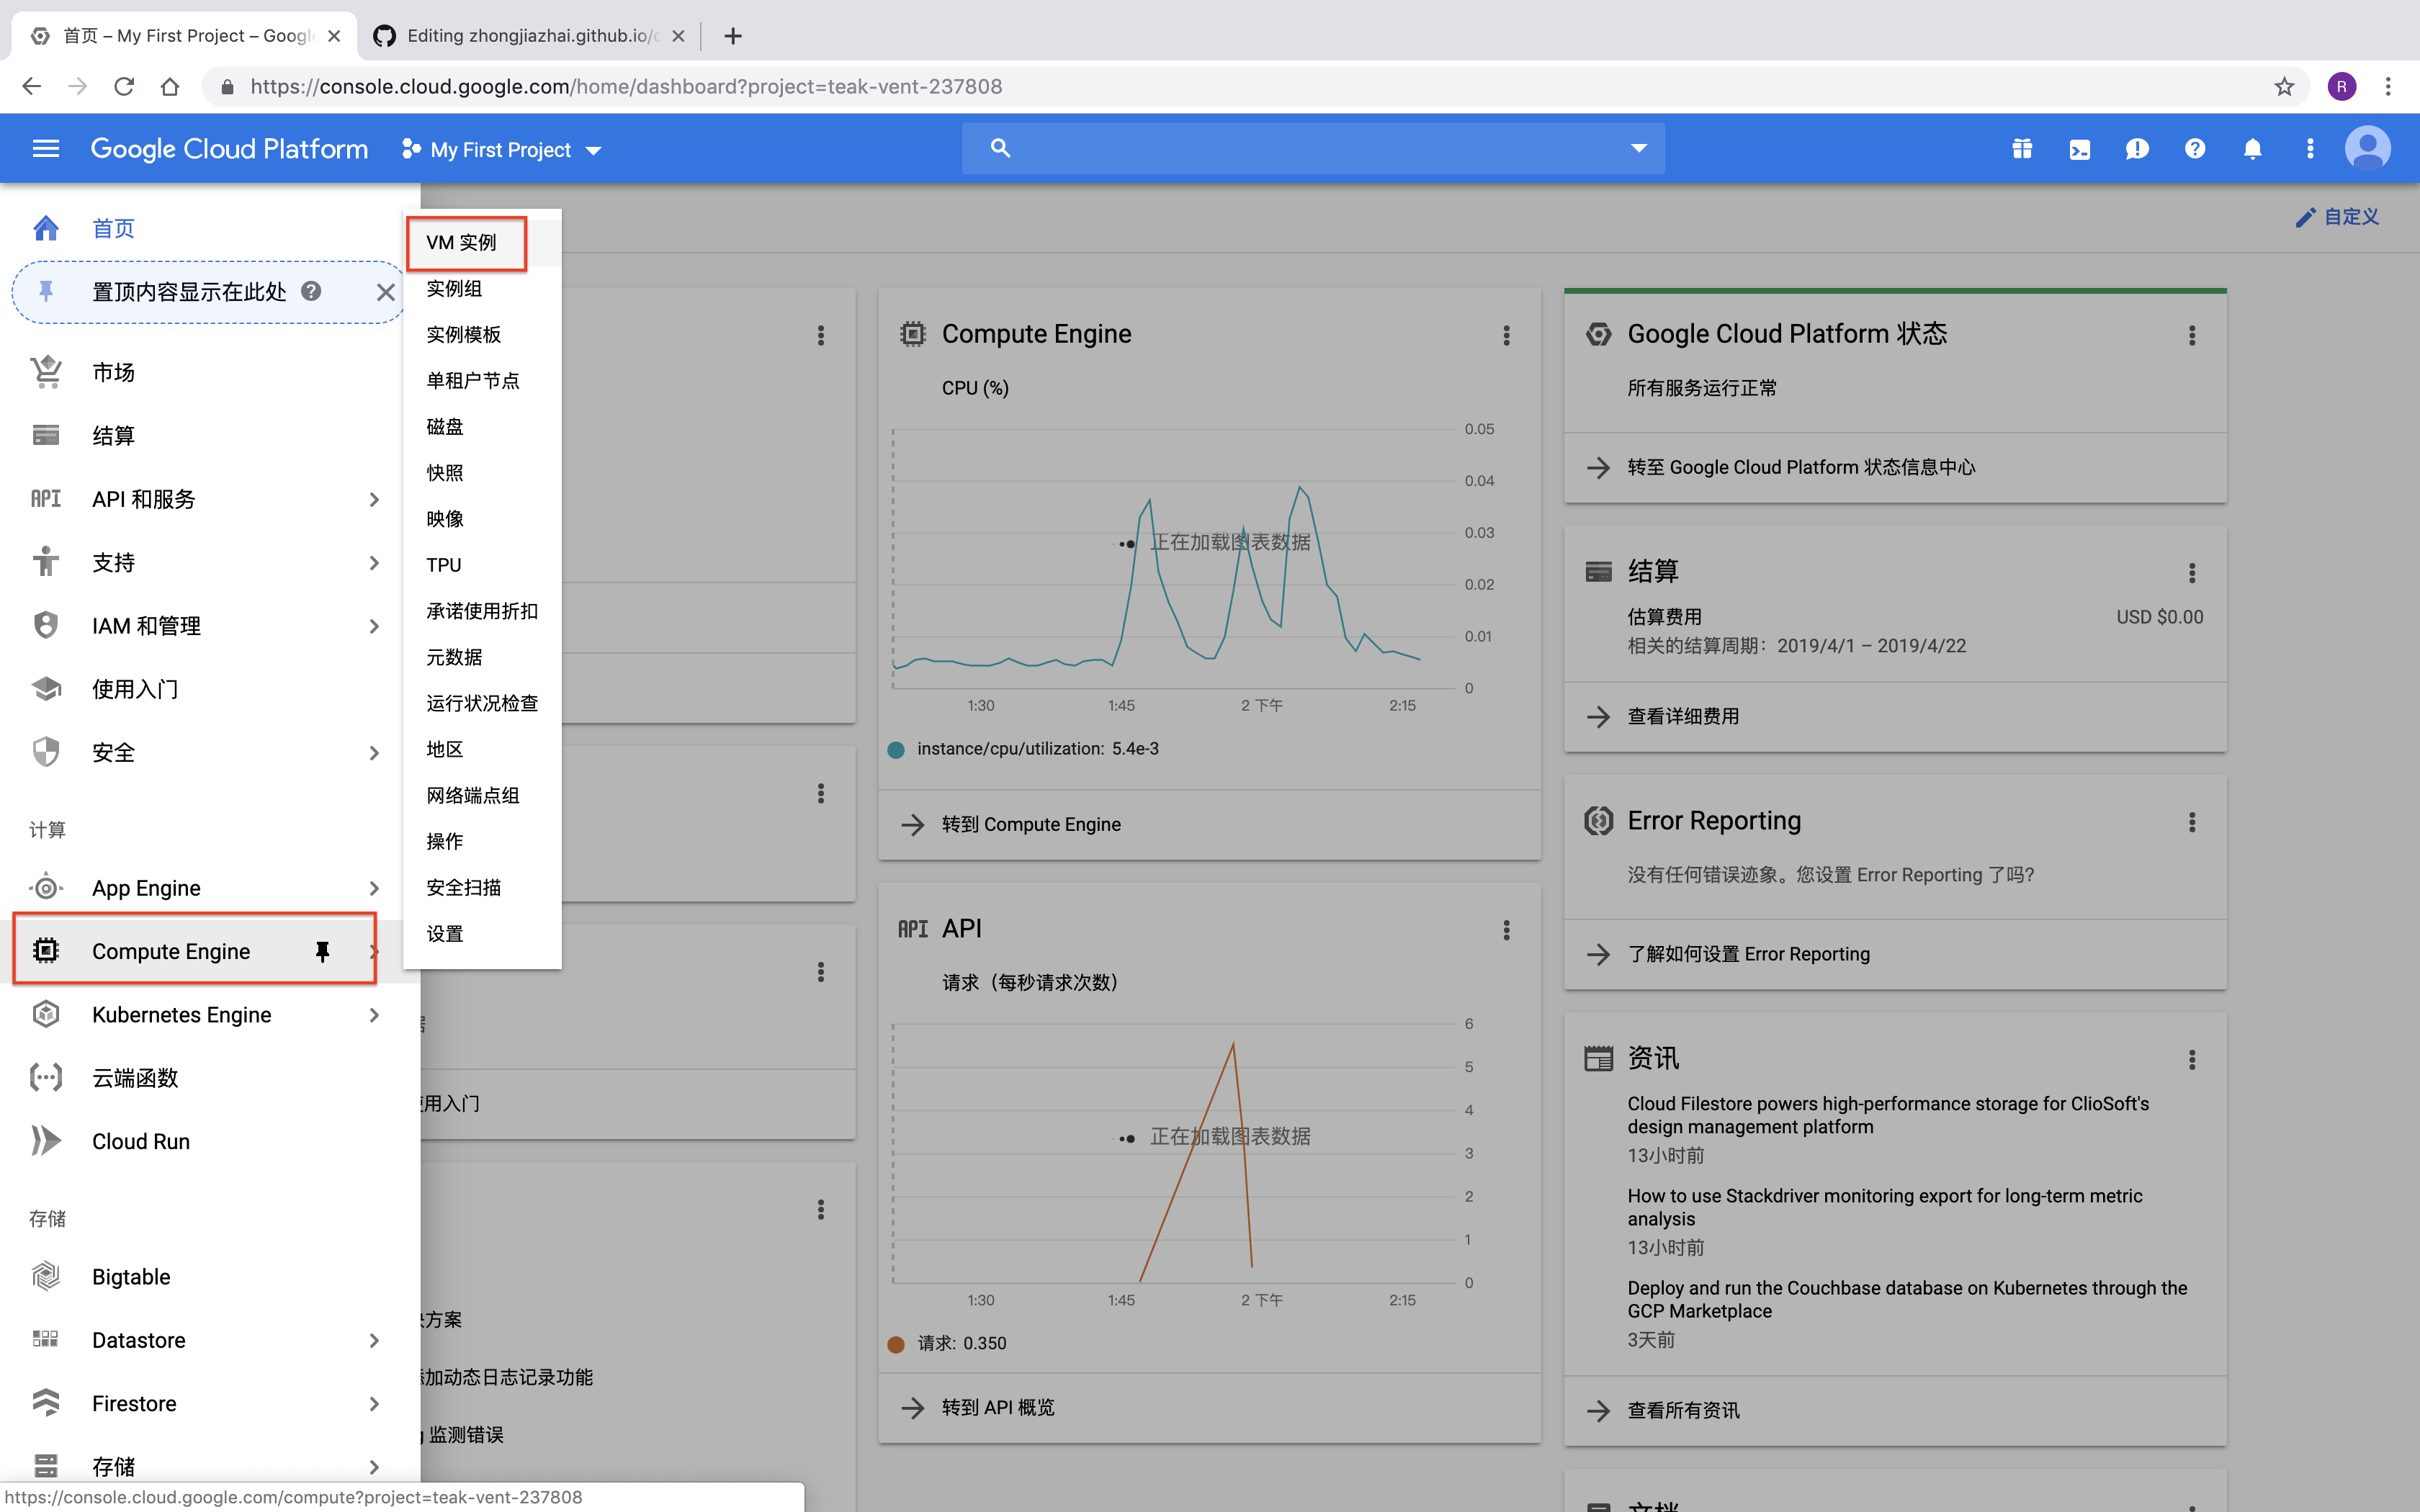 首页 – My First Project – Googl
Editing zhongjiazhai.github.io/
https://console.cloud.google.com/home/dashboard?project=teak-vent-237808
R
Google Cloud Platform
My First Project
首页
置顶内容显示在此处
市场
结算
API
API 和服务
支持
IAM 和管理
使用入门
安全
计算
App Engine
Compute Engine
Kubernetes Engine
云端函数
Cloud Run
存储
Bigtable
Datastore
Firestore
存储
https://console.cloud.google.com/compute?project=teak-vent-237808
VM 实例
实例组
实例模板
单租户节点
磁盘
快照
映像
TPU
承诺使用折扣
元数据
运行状况检查
地区
网络端点组
操作
安全扫描
设置
用入门
方案
加动态日志记录功能
监测错误
自定义
Compute Engine
CPU (%)
0.05
0.04
0.03
0.02
0.01
0
正在加载图表数据
1:30
1:45
2 下午
2:15
instance/cpu/utilization: 5.4e-3
转到 Compute Engine
API
API
请求（每秒请求次数）
6
5
4
3
2
1
0
正在加载图表数据
1:30
1:45
2 下午
2:15
请求: 0.350
转到 API 概览
Google Cloud Platform 状态
所有服务运行正常
转至 Google Cloud Platform 状态信息中心
结算
估算费用
USD $0.00
相关的结算周期：2019/4/1 – 2019/4/22
查看详细费用
Error Reporting
没有任何错误迹象。您设置 Error Reporting 了吗?
了解如何设置 Error Reporting
资讯
Cloud Filestore powers high-performance storage for ClioSoft's
design management platform
13小时前
How to use Stackdriver monitoring export for long-term metric
analysis
13小时前
Deploy and run the Couchbase database on Kubernetes through the
GCP Marketplace
3天前
查看所有资讯